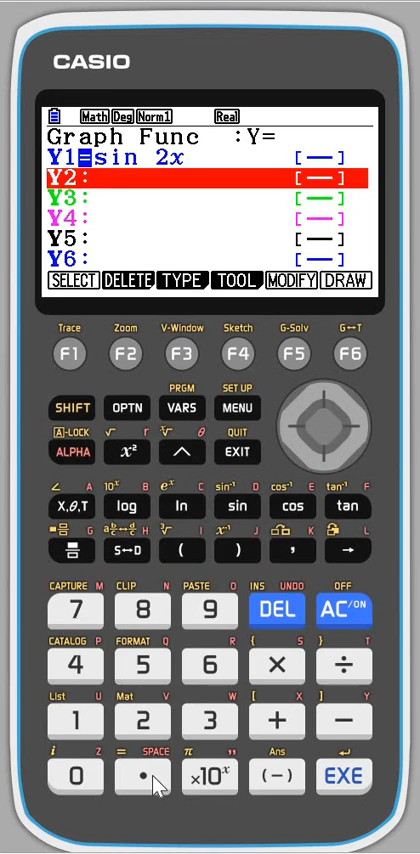 CASIO
Math Deg Norm1 Real
Graph Func :Y=
Y1=sin 2x [—]
Y2: [—]
Y3: [—]
Y4: [—]
Y5: [—]
Y6: [—]
SELECT DELETE TYPE TOOL MODIFY DRAW
Trace Zoom V-Window Sketch G-Solv G↔T
F1 F2 F3 F4 F5 F6
PRGM SET UP
SHIFT OPTN VARS MENU
A-LOCK √ r ˣ√ θ QUIT
ALPHA x² ^ EXIT
∠ A 10ˣ B eˣ C sin⁻¹ D cos⁻¹ E tan⁻¹ F
X,θ,T log ln sin cos tan
G H ³√ I x⁻¹ J K L
S↔D ( ) , →
CAPTURE M CLIP N PASTE O INS UNDO OFF
7 8 9 DEL AC/ON
CATALOG P FORMAT Q R { S } T
4 5 6 × ÷
List U Mat V W [ X ] Y
1 2 3 + −
i Z = SPACE π " Ans ↵
0 • ×10ˣ (−) EXE